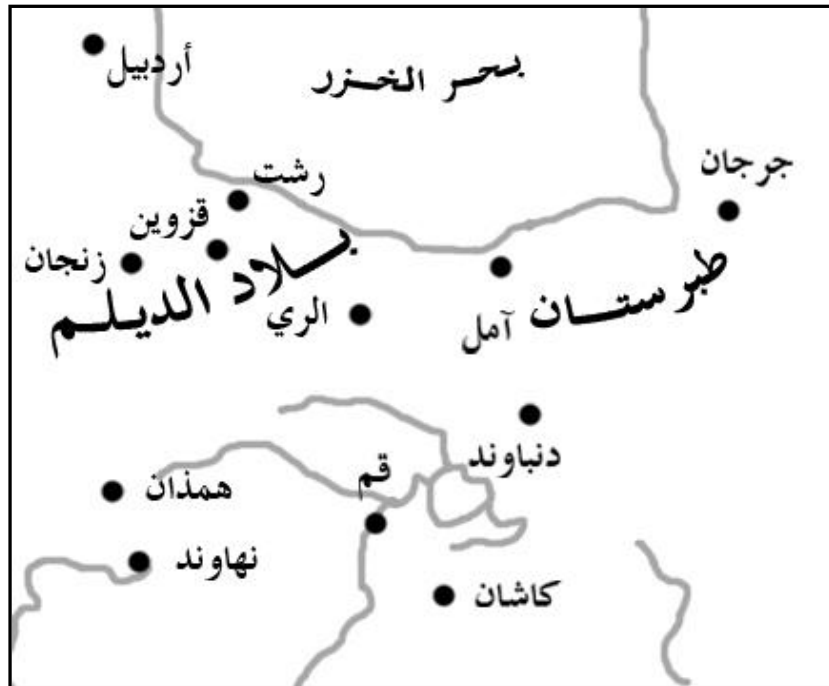 أردبيل
بحر الخزر
جرجان
رشت
قزوين
زنجان
بلاد الديلم
الري
آمل
طبرستان
دنباوند
قم
همذان
نهاوند
كاشان